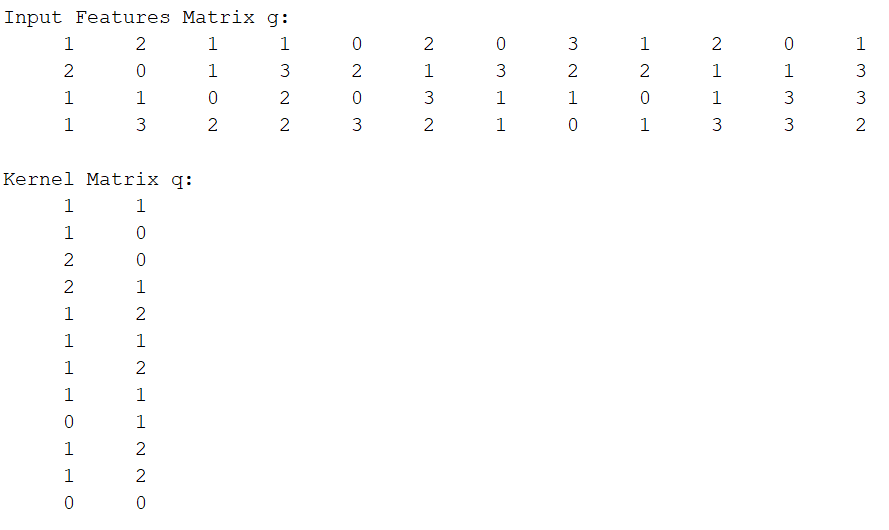 Input Features Matrix g:
1 2 1 1 0 2 0 3 1 2 0 1
2 0 1 3 2 1 3 2 2 1 1 3
1 1 0 2 0 3 1 1 0 1 3 3
1 3 2 2 3 2 1 0 1 3 3 2
Kernel Matrix q:
1 1
1 0
2 0
2 1
1 2
1 1
1 2
1 1
0 1
1 2
1 2
0 0